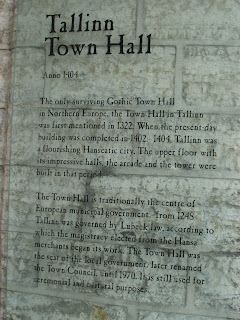 Tallinn
Town Hall
Anno 1404
The only surviving Gothic Town Hall
in Northern Europe, the Town Hall in Tallinn
was first mentioned in 1322. When the present-day
building was completed in 1402 - 1404, Tallinn was
a flourishing Hanseatic city. The upper floor with
its impressive halls, the arcade and the tower were
built in that period.
The Town Hall is traditionally the centre of
European municipal government - from 1248
Tallinn was governed by Lubeck law, according to
which the magistracy elected from the Hansa
merchants began its work. The Town Hall was
the seat of the local government, later renamed
the Town Council, until 1970. It is still used for
ceremonial and cultural purposes.